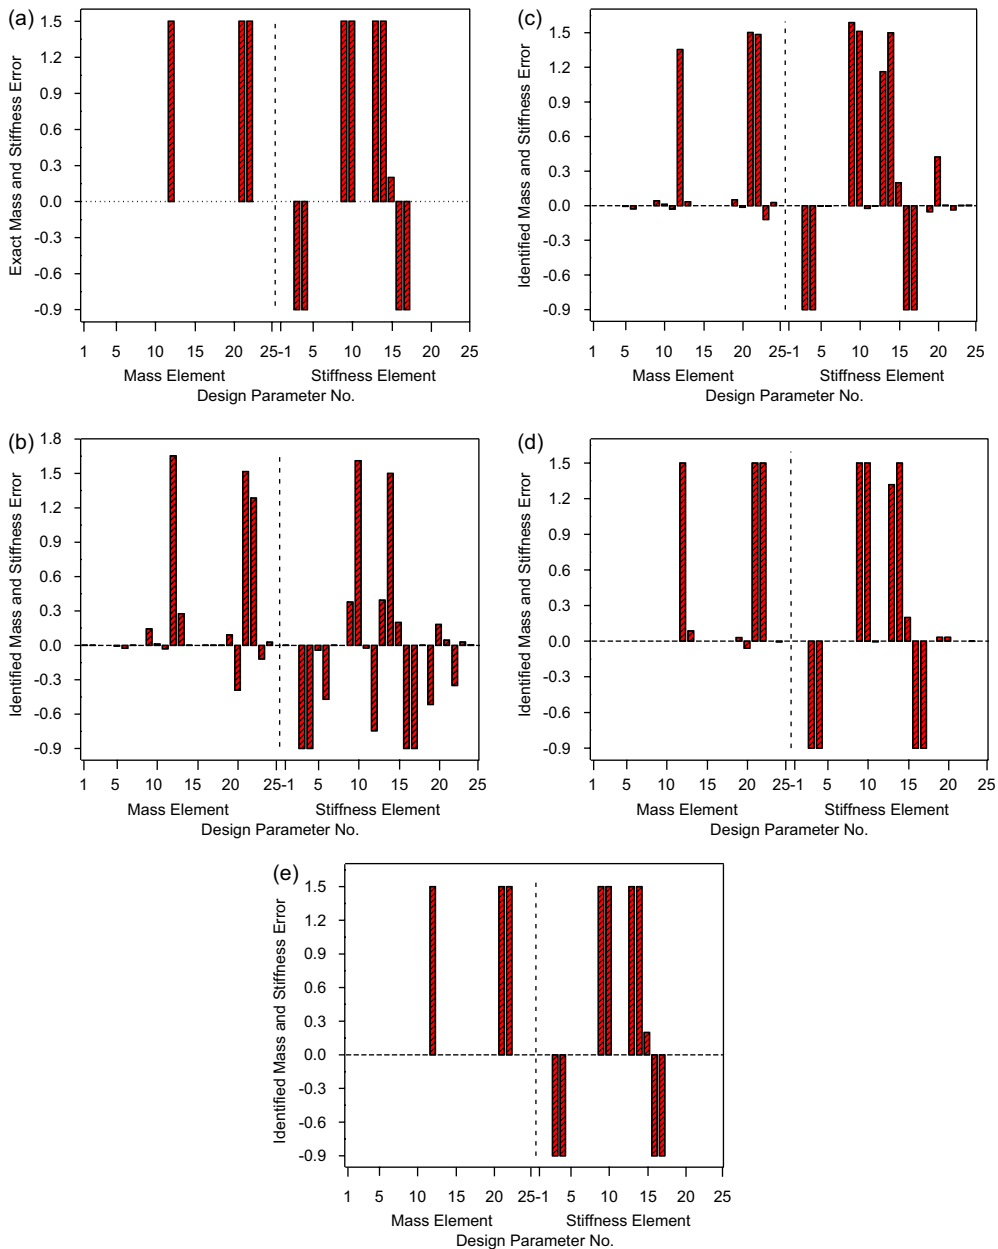 (a)
Exact Mass and Stiffness Error
1.5
1.2
0.9
0.6
0.3
0.0
-0.3
-0.6
-0.9
1 5 10 15 20 25-1 5 10 15 20 25
Mass Element Stiffness Element
Design Parameter No.
(c)
Identified Mass and Stiffness Error
1.5
1.2
0.9
0.6
0.3
0.0
-0.3
-0.6
-0.9
1 5 10 15 20 25-1 5 10 15 20 25
Mass Element Stiffness Element
Design Parameter No.
(b)
Identified Mass and Stiffness Error
1.8
1.5
1.2
0.9
0.6
0.3
0.0
-0.3
-0.6
-0.9
1 5 10 15 20 25-1 5 10 15 20 25
Mass Element Stiffness Element
Design Parameter No.
(d)
Identified Mass and Stiffness Error
1.5
1.2
0.9
0.6
0.3
0.0
-0.3
-0.6
-0.9
1 5 10 15 20 25-1 5 10 15 20 25
Mass Element Stiffness Element
Design Parameter No.
(e)
Identified Mass and Stiffness Error
1.5
1.2
0.9
0.6
0.3
0.0
-0.3
-0.6
-0.9
1 5 10 15 20 25-1 5 10 15 20 25
Mass Element Stiffness Element
Design Parameter No.